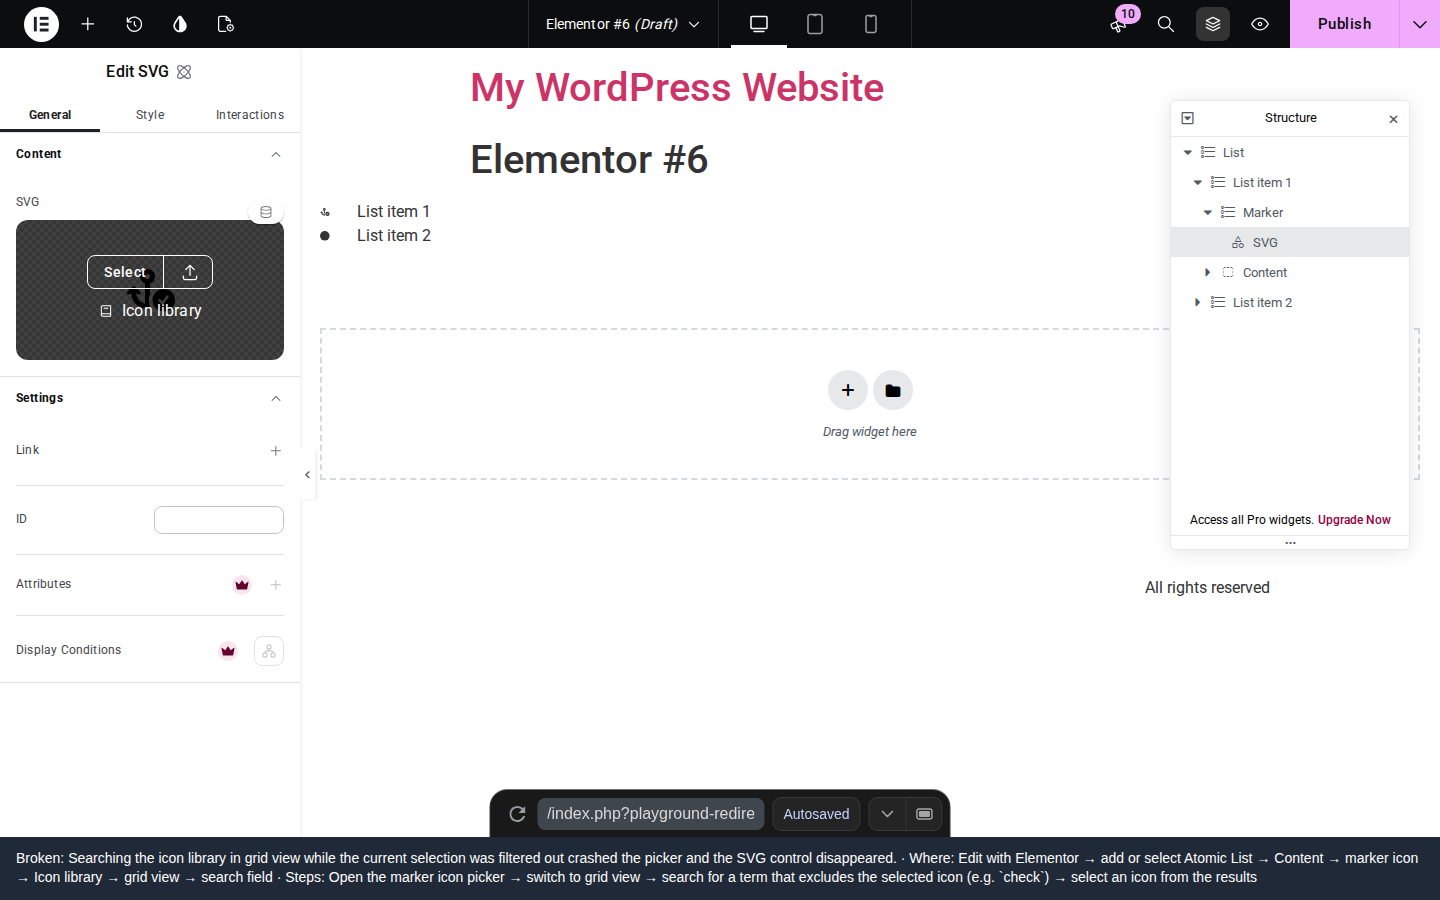 Elementor #6 (Draft)
10
Publish
Edit SVG
General
Style
Interactions
Content
SVG
Select
Icon library
Settings
Link
ID
Attributes
Display Conditions
My WordPress Website
Elementor #6
List item 1
List item 2
Drag widget here
All rights reserved
Structure
List
List item 1
Marker
SVG
Content
List item 2
Access all Pro widgets. Upgrade Now
/index.php?playground-redire
Autosaved
Broken: Searching the icon library in grid view while the current selection was filtered out crashed the picker and the SVG control disappeared. · Where: Edit with Elementor → add or select Atomic List → Content → marker icon
→ Icon library → grid view → search field · Steps: Open the marker icon picker → switch to grid view → search for a term that excludes the selected icon (e.g. `check`) → select an icon from the results